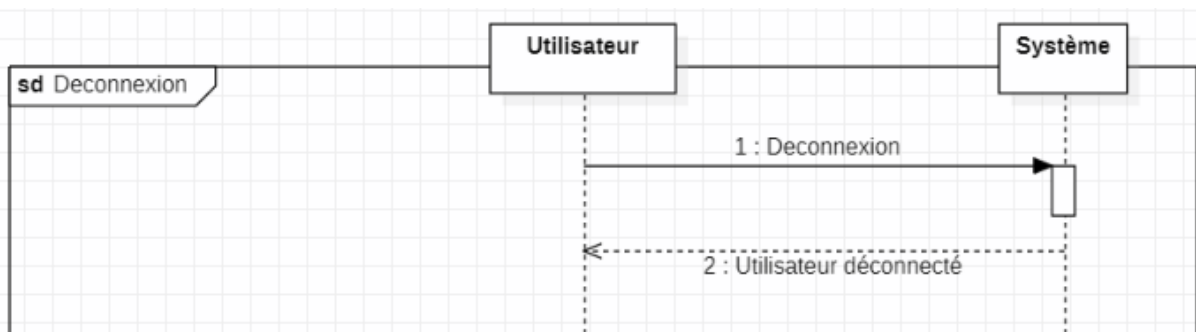 Utilisateur
Système
sd Deconnexion
1 : Deconnexion
2 : Utilisateur déconnecté